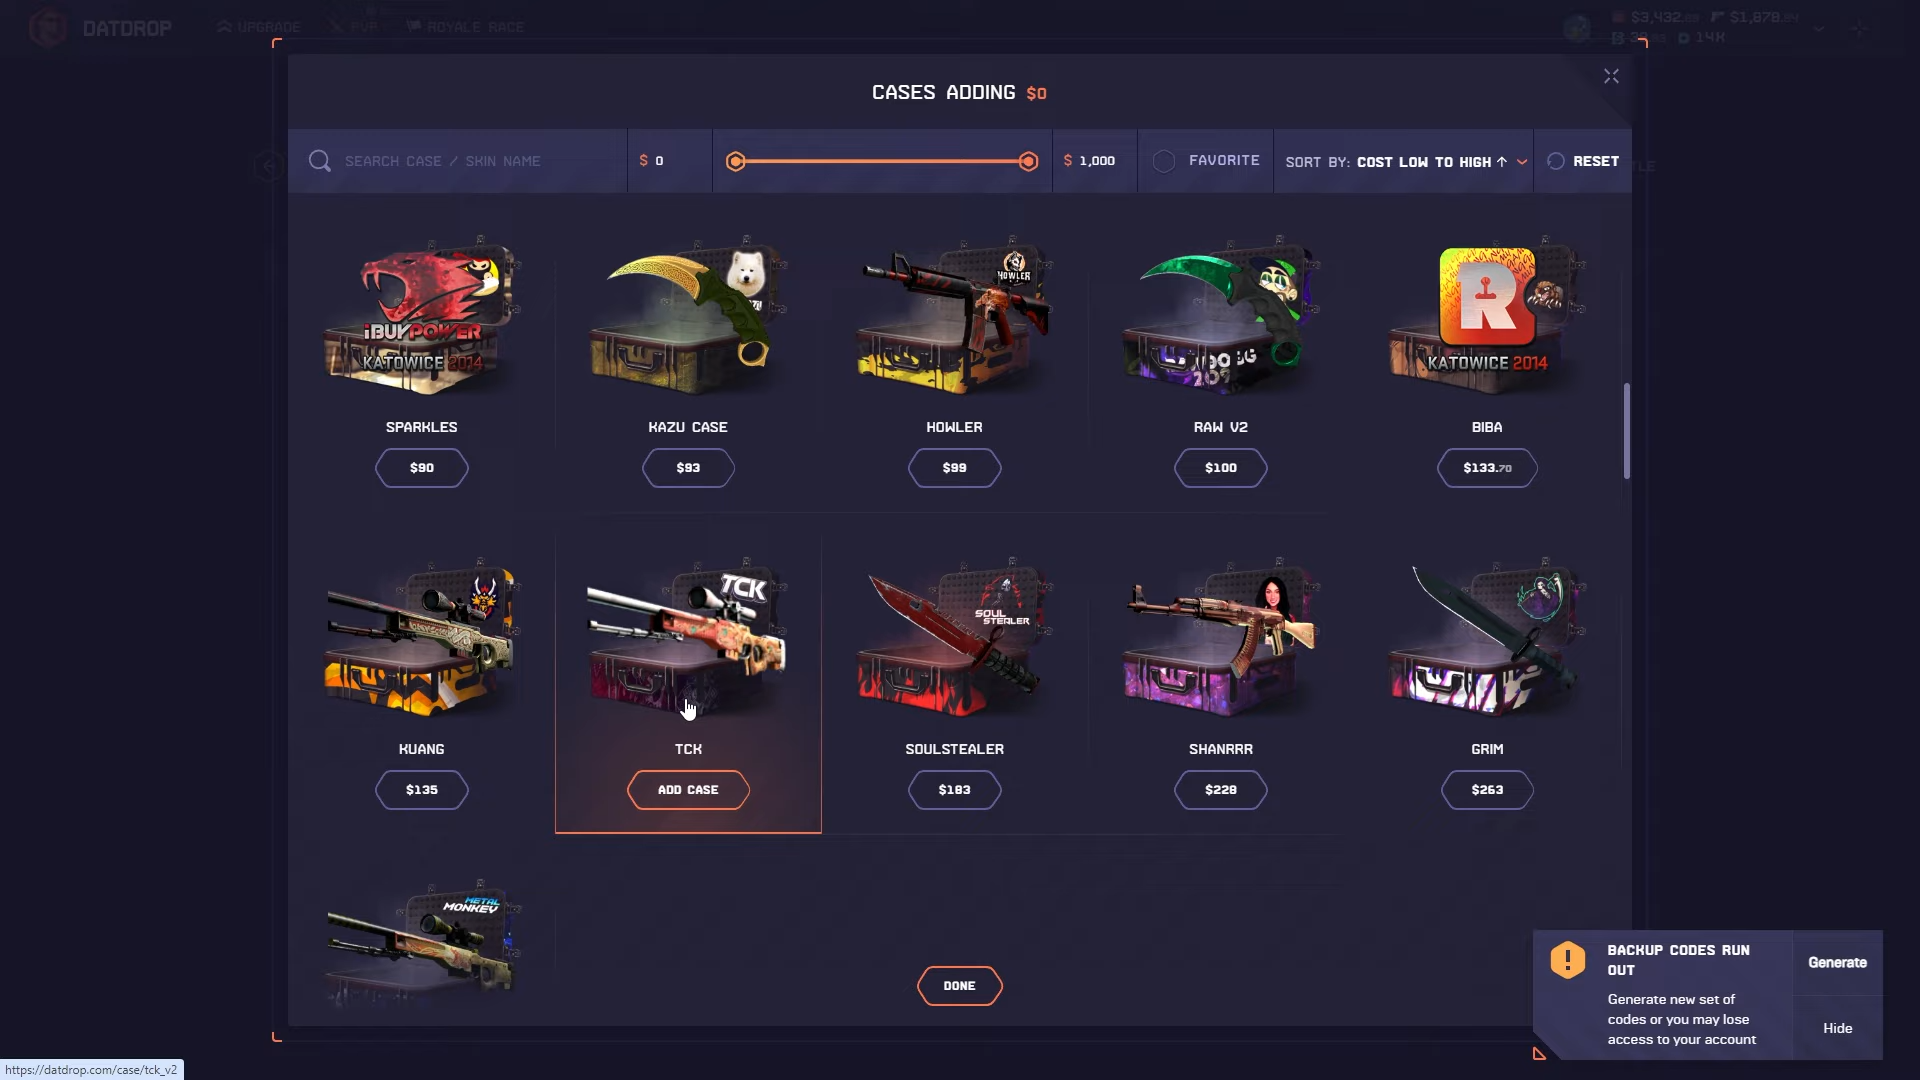 DATDROP
UPGRADE
PVP
ROYALE RACE
14K
CASES ADDING $0
SEARCH CASE / SKIN NAME
$ 0
$ 1,000
FAVORITE
SORT BY: COST LOW TO HIGH ↑
RESET
iBUYPOWER
KATOWICE 2014
HOWLER
KATOWICE 2014
SPARKLES
KAZU CASE
HOWLER
RAW V2
BIBA
$90
$93
$99
$100
$133.70
TCK
SOUL
STEALER
KUANG
TCK
SOULSTEALER
SHANRRR
GRIM
$135
ADD CASE
$183
$228
$263
METAL
MONKEY
DONE
BACKUP CODES RUN
OUT
Generate new set of
codes or you may lose
access to your account
Generate
Hide
https://datdrop.com/case/tck_v2